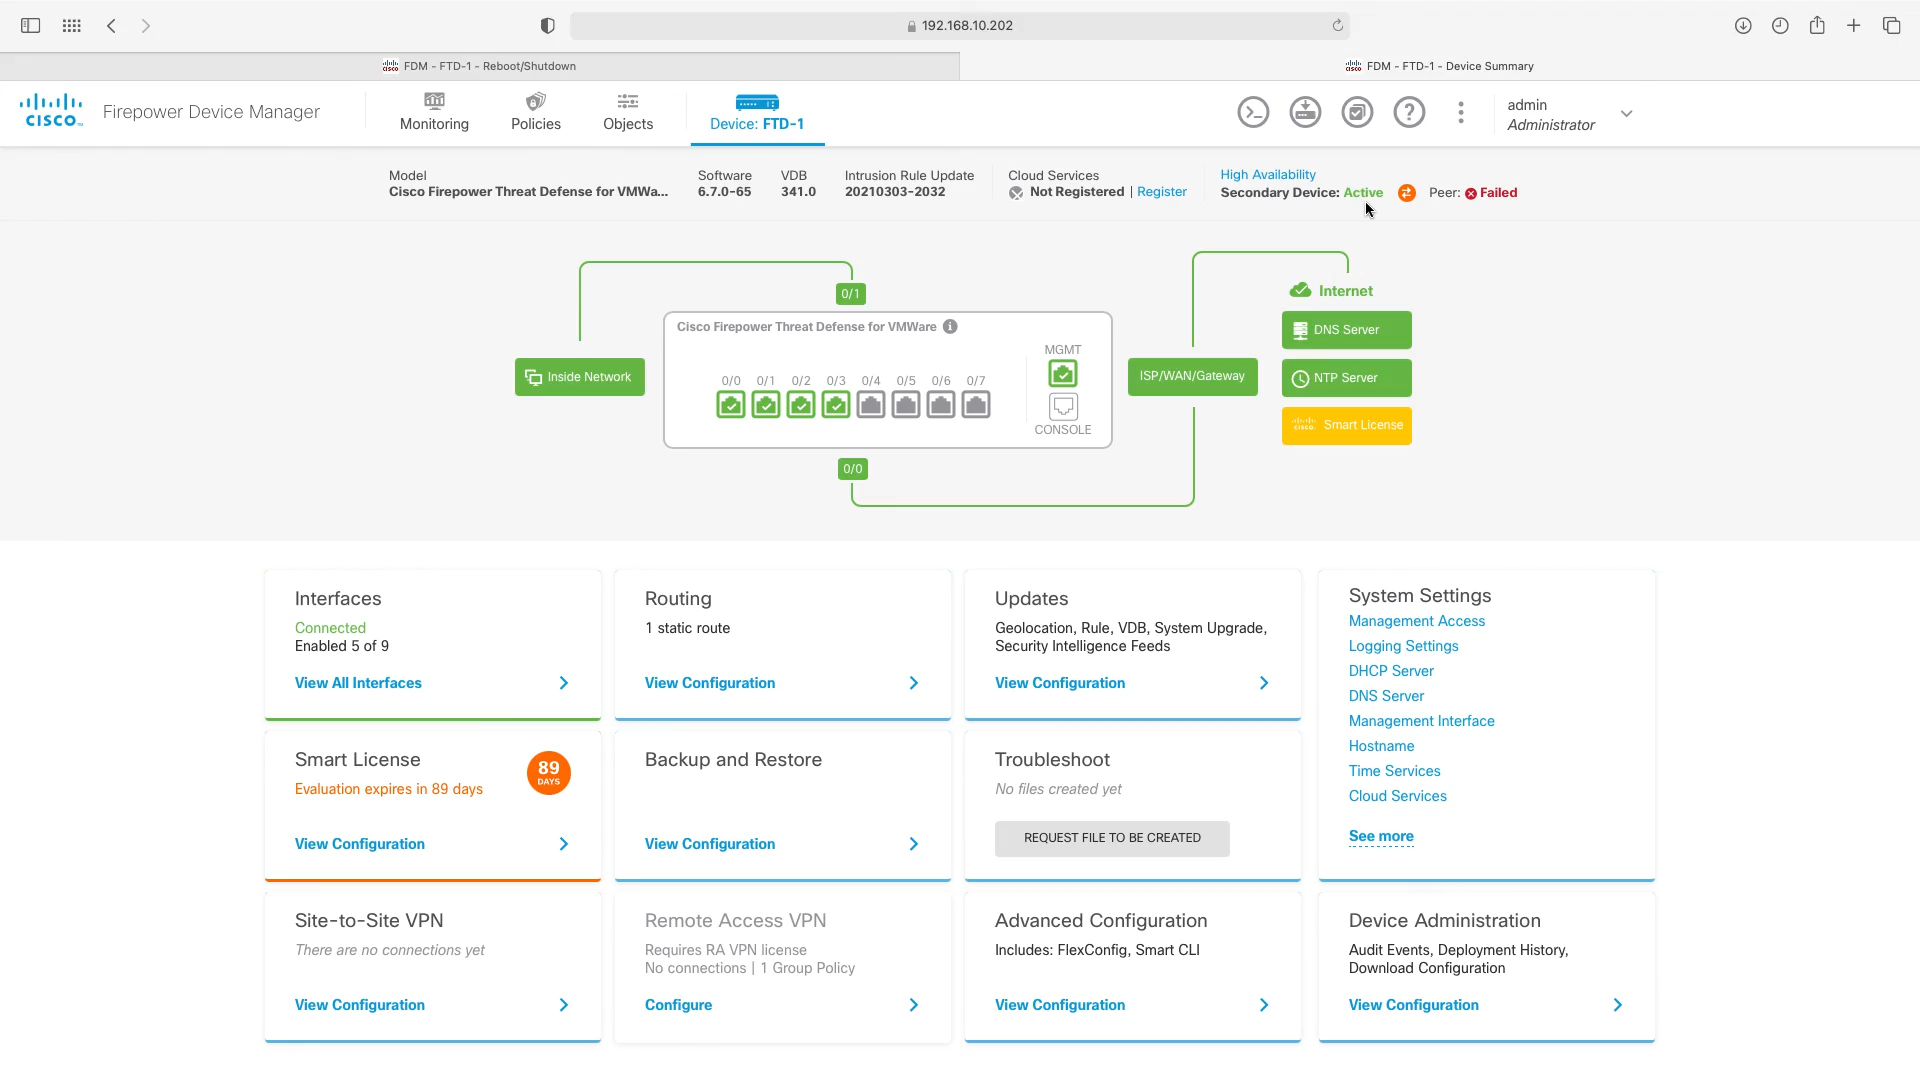 192.168.10.202
FDM - FTD-1 - Reboot/Shutdown
FDM - FTD-1 - Device Summary
CISCO
Firepower Device Manager
Monitoring
Policies
Objects
Device: FTD-1
admin
Administrator
Model
Cisco Firepower Threat Defense for VMWa...
Software
6.7.0-65
VDB
341.0
Intrusion Rule Update
20210303-2032
Cloud Services
Not Registered | Register
High Availability
Secondary Device: Active
Peer: Failed
0/1
Cisco Firepower Threat Defense for VMWare
MGMT
0/0 0/1 0/2 0/3 0/4 0/5 0/6 0/7
CONSOLE
Inside Network
ISP/WAN/Gateway
Internet
DNS Server
NTP Server
Smart License
0/0
Interfaces
Connected
Enabled 5 of 9
View All Interfaces
Routing
1 static route
View Configuration
Updates
Geolocation, Rule, VDB, System Upgrade,
Security Intelligence Feeds
View Configuration
System Settings
Management Access
Logging Settings
DHCP Server
DNS Server
Management Interface
Hostname
Time Services
Cloud Services
See more
Smart License
89
DAYS
Evaluation expires in 89 days
View Configuration
Backup and Restore
View Configuration
Troubleshoot
No files created yet
REQUEST FILE TO BE CREATED
Site-to-Site VPN
There are no connections yet
View Configuration
Remote Access VPN
Requires RA VPN license
No connections | 1 Group Policy
Configure
Advanced Configuration
Includes: FlexConfig, Smart CLI
View Configuration
Device Administration
Audit Events, Deployment History,
Download Configuration
View Configuration